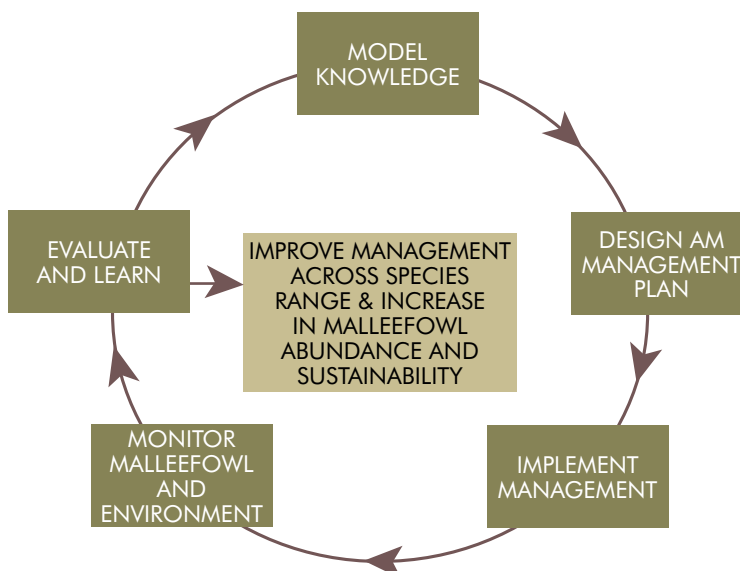 MODEL
KNOWLEDGE
DESIGN AM
MANAGEMENT
PLAN
IMPLEMENT
MANAGEMENT
MONITOR
MALLEEFOWL
AND
ENVIRONMENT
EVALUATE
AND LEARN
IMPROVE MANAGEMENT
ACROSS SPECIES
RANGE & INCREASE
IN MALLEEFOWL
ABUNDANCE AND
SUSTAINABILITY